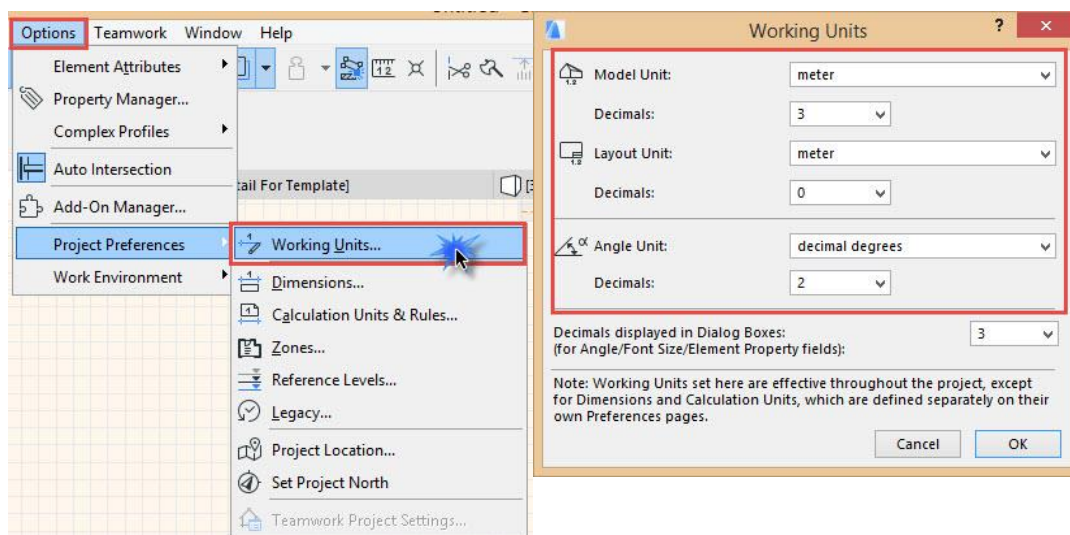 Options Teamwork Window Help
Element Attributes
Property Manager...
Complex Profiles
Auto Intersection
Add-On Manager...
Project Preferences
Work Environment
12
tail For Template]
Working Units...
Dimensions...
Calculation Units & Rules...
Zones...
Reference Levels...
Legacy...
Project Location...
Set Project North
Teamwork Project Settings...
Working Units
? ×
Model Unit: meter
Decimals: 3
Layout Unit: meter
Decimals: 0
Angle Unit: decimal degrees
Decimals: 2
Decimals displayed in Dialog Boxes: 3
(for Angle/Font Size/Element Property fields):
Note: Working Units set here are effective throughout the project, except
for Dimensions and Calculation Units, which are defined separately on their
own Preferences pages.
Cancel OK